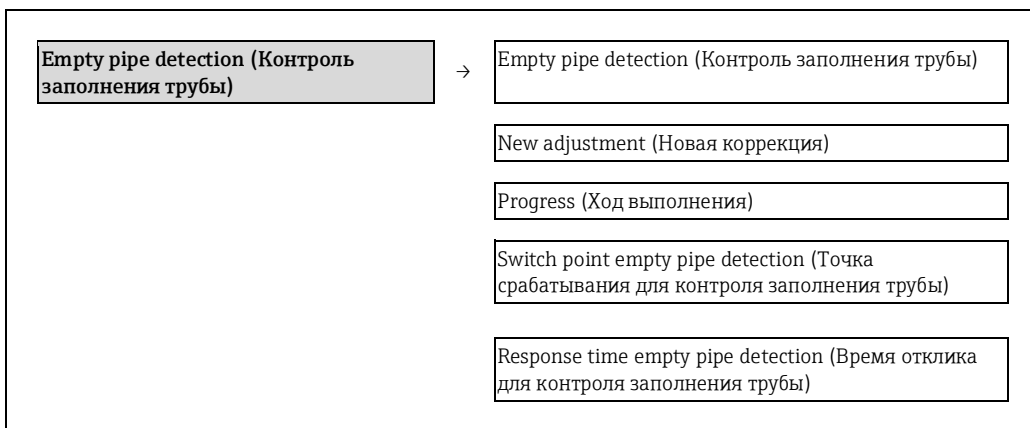 Empty pipe detection (Контроль
заполнения трубы)
→
Empty pipe detection (Контроль заполнения трубы)
New adjustment (Новая коррекция)
Progress (Ход выполнения)
Switch point empty pipe detection (Точка
срабатывания для контроля заполнения трубы)
Response time empty pipe detection (Время отклика
для контроля заполнения трубы)